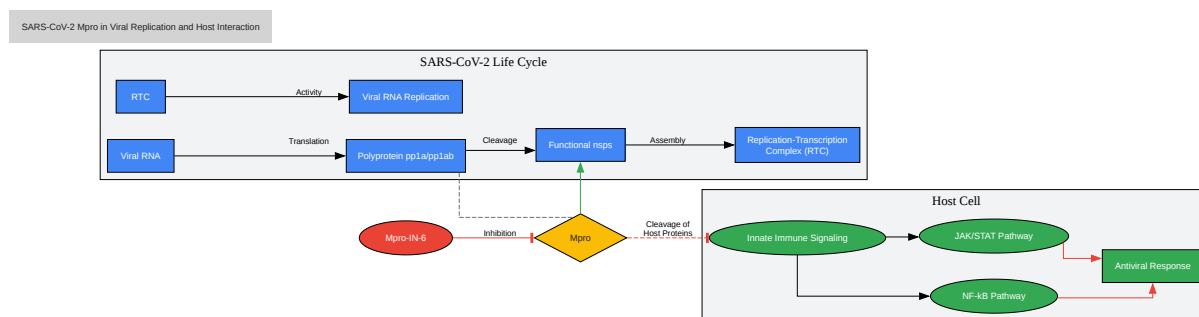 SARS-CoV-2 Mpro in Viral Replication and Host Interaction
SARS-CoV-2 Life Cycle
RTC
Activity
Viral RNA Replication
Viral RNA
Translation
Polyprotein pp1a/pp1ab
Cleavage
Functional nsps
Assembly
Replication-Transcription
Complex (RTC)
Mpro-IN-6
Inhibition
Mpro
Cleavage of
Host Proteins
Host Cell
Innate Immune Signaling
JAK/STAT Pathway
NF-kB Pathway
Antiviral Response